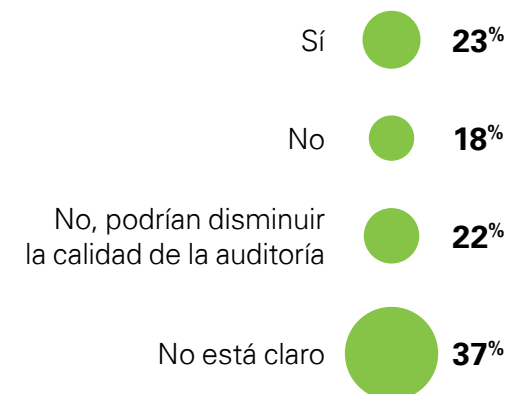 Sí 23%
No 18%
No, podrían disminuir
la calidad de la auditoría 22%
No está claro 37%